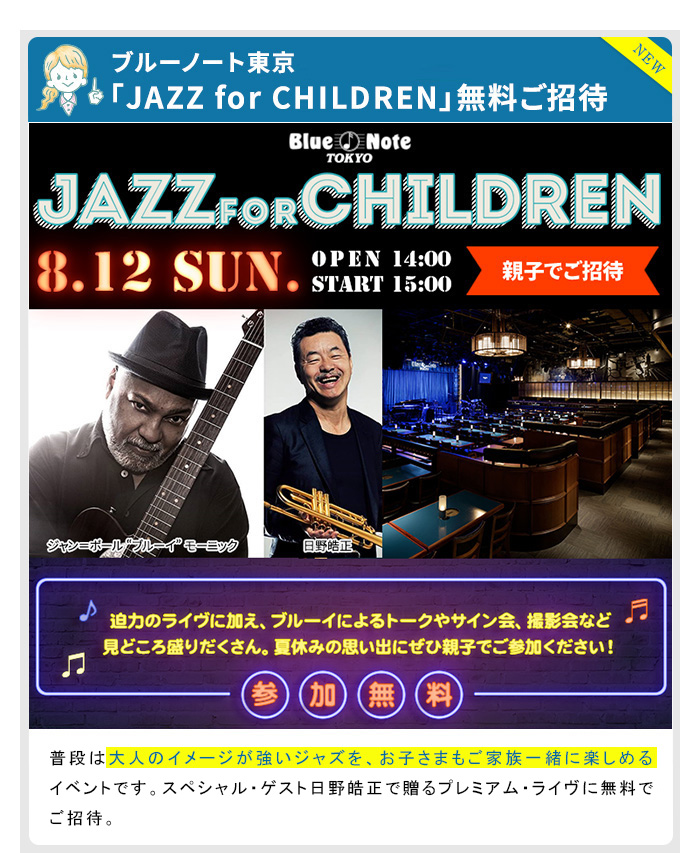 ブルーノート東京
「JAZZ for CHILDREN」無料ご招待
NEW
Blue Note
TOKYO
JAZZ FOR CHILDREN
8.12 SUN.
OPEN 14:00
START 15:00
親子でご招待
ジャン=ポール“ブルーイ” モーニック
日野皓正
迫力のライヴに加え、ブルーイによるトークやサイン会、撮影会など
見どころ盛りだくさん。夏休みの思い出にぜひ親子でご参加ください!
参加無料
普段は大人のイメージが強いジャズを、お子さまもご家族一緒に楽しめる
イベントです。スペシャル・ゲスト日野皓正で贈るプレミアム・ライヴに無料で
ご招待。